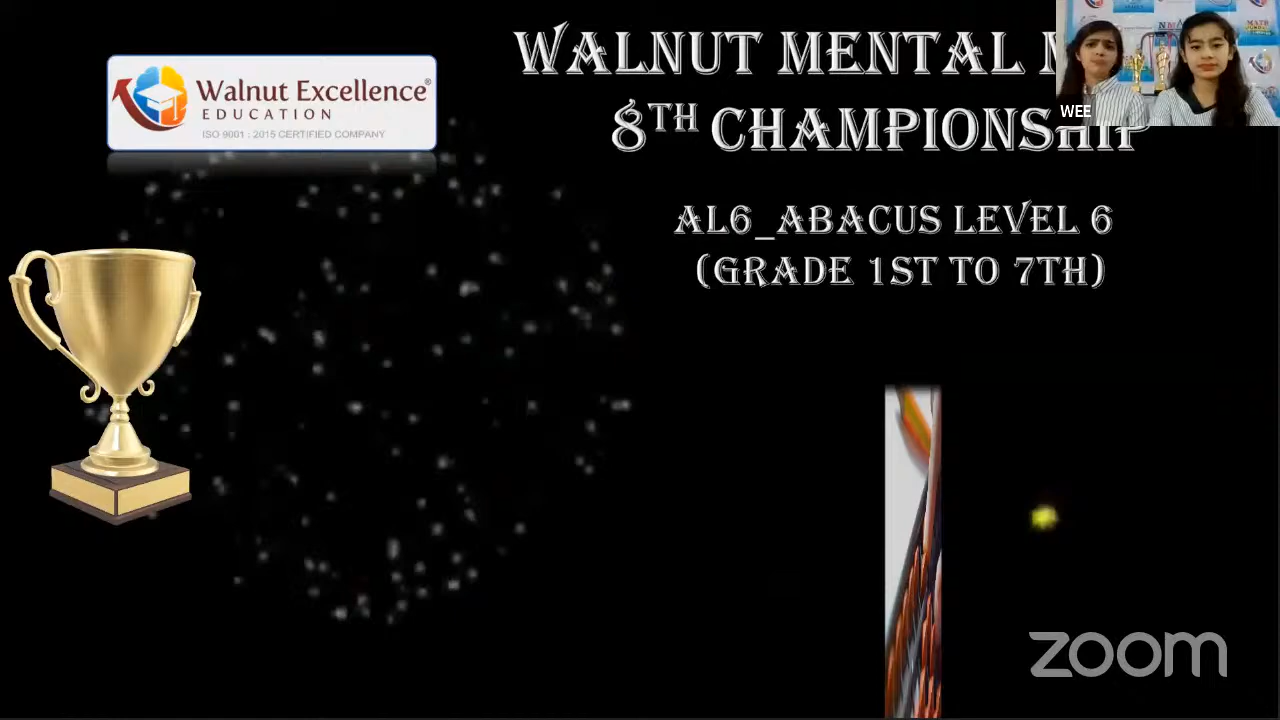 WALNUT MENTAL M
8TH CHAMPIONSHIP
Walnut Excellence®
EDUCATION
ISO 9001 : 2015 CERTIFIED COMPANY
AL6_ABACUS LEVEL 6
(GRADE 1ST TO 7TH)
WEE
zoom